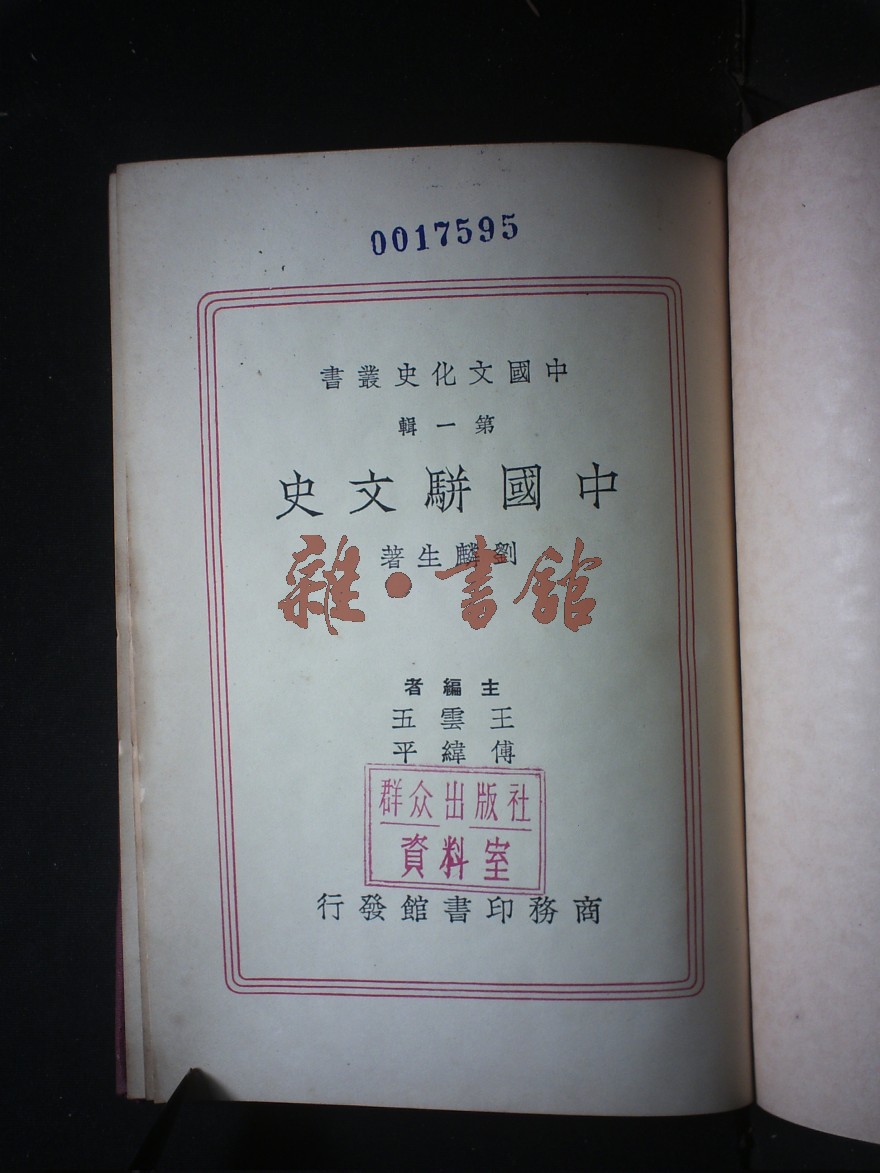 0017595
中國文化史叢書
第一輯
中國駢文史
劉麟生著
雜·書館
主編者
王雲五
傅緯平
群众出版社
資料室
商務印書館發行